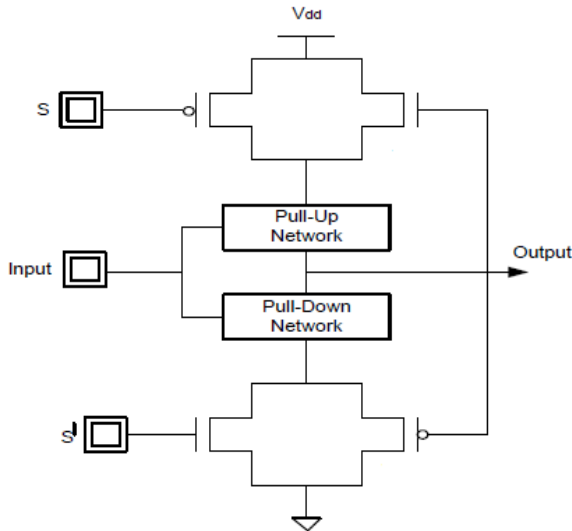 Vdd
S
Pull-Up
Network
Input
Output
Pull-Down
Network
S'